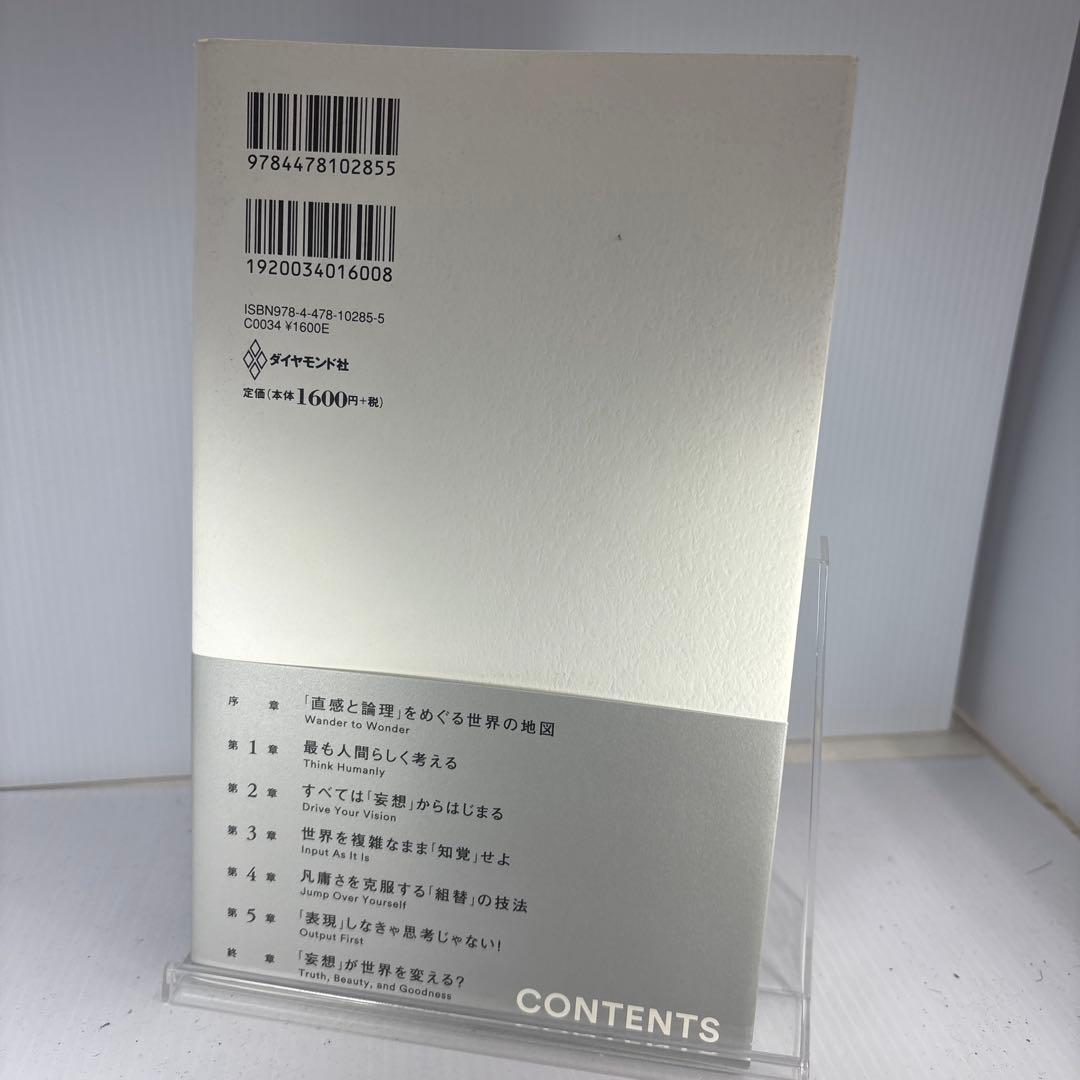 9784478102855
1920034016008
ISBN978-4-478-10285-5
C0034 ¥1600E
ダイヤモンド社
定価(本体1600円+税)
序 章 「直感と論理」をめぐる世界の地図
Wander to Wonder
第1章 最も人間らしく考える
Think Humanly
第2章 すべては「妄想」からはじまる
Drive Your Vision
第3章 世界を複雑なまま「知覚」せよ
Input As It Is
第4章 凡庸さを克服する「組替」の技法
Jump Over Yourself
第5章 「表現」しなきゃ思考じゃない!
Output First
終 章 「妄想」が世界を変える?
Truth, Beauty, and Goodness
CONTENTS